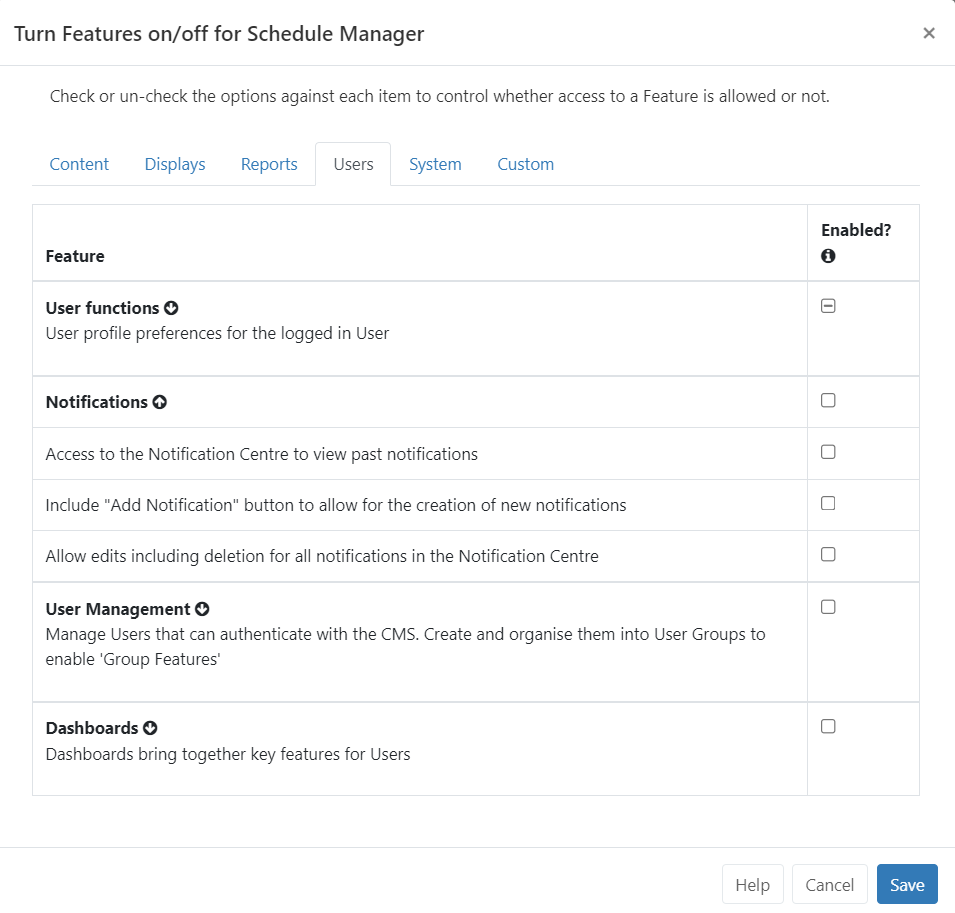 Turn Features on/off for Schedule Manager
Check or un-check the options against each item to control whether access to a Feature is allowed or not.
Content Displays Reports Users System Custom
Feature
Enabled?
User functions
User profile preferences for the logged in User
Notifications
Access to the Notification Centre to view past notifications
Include "Add Notification" button to allow for the creation of new notifications
Allow edits including deletion for all notifications in the Notification Centre
User Management
Manage Users that can authenticate with the CMS. Create and organise them into User Groups to
enable 'Group Features'
Dashboards
Dashboards bring together key features for Users
Help Cancel Save